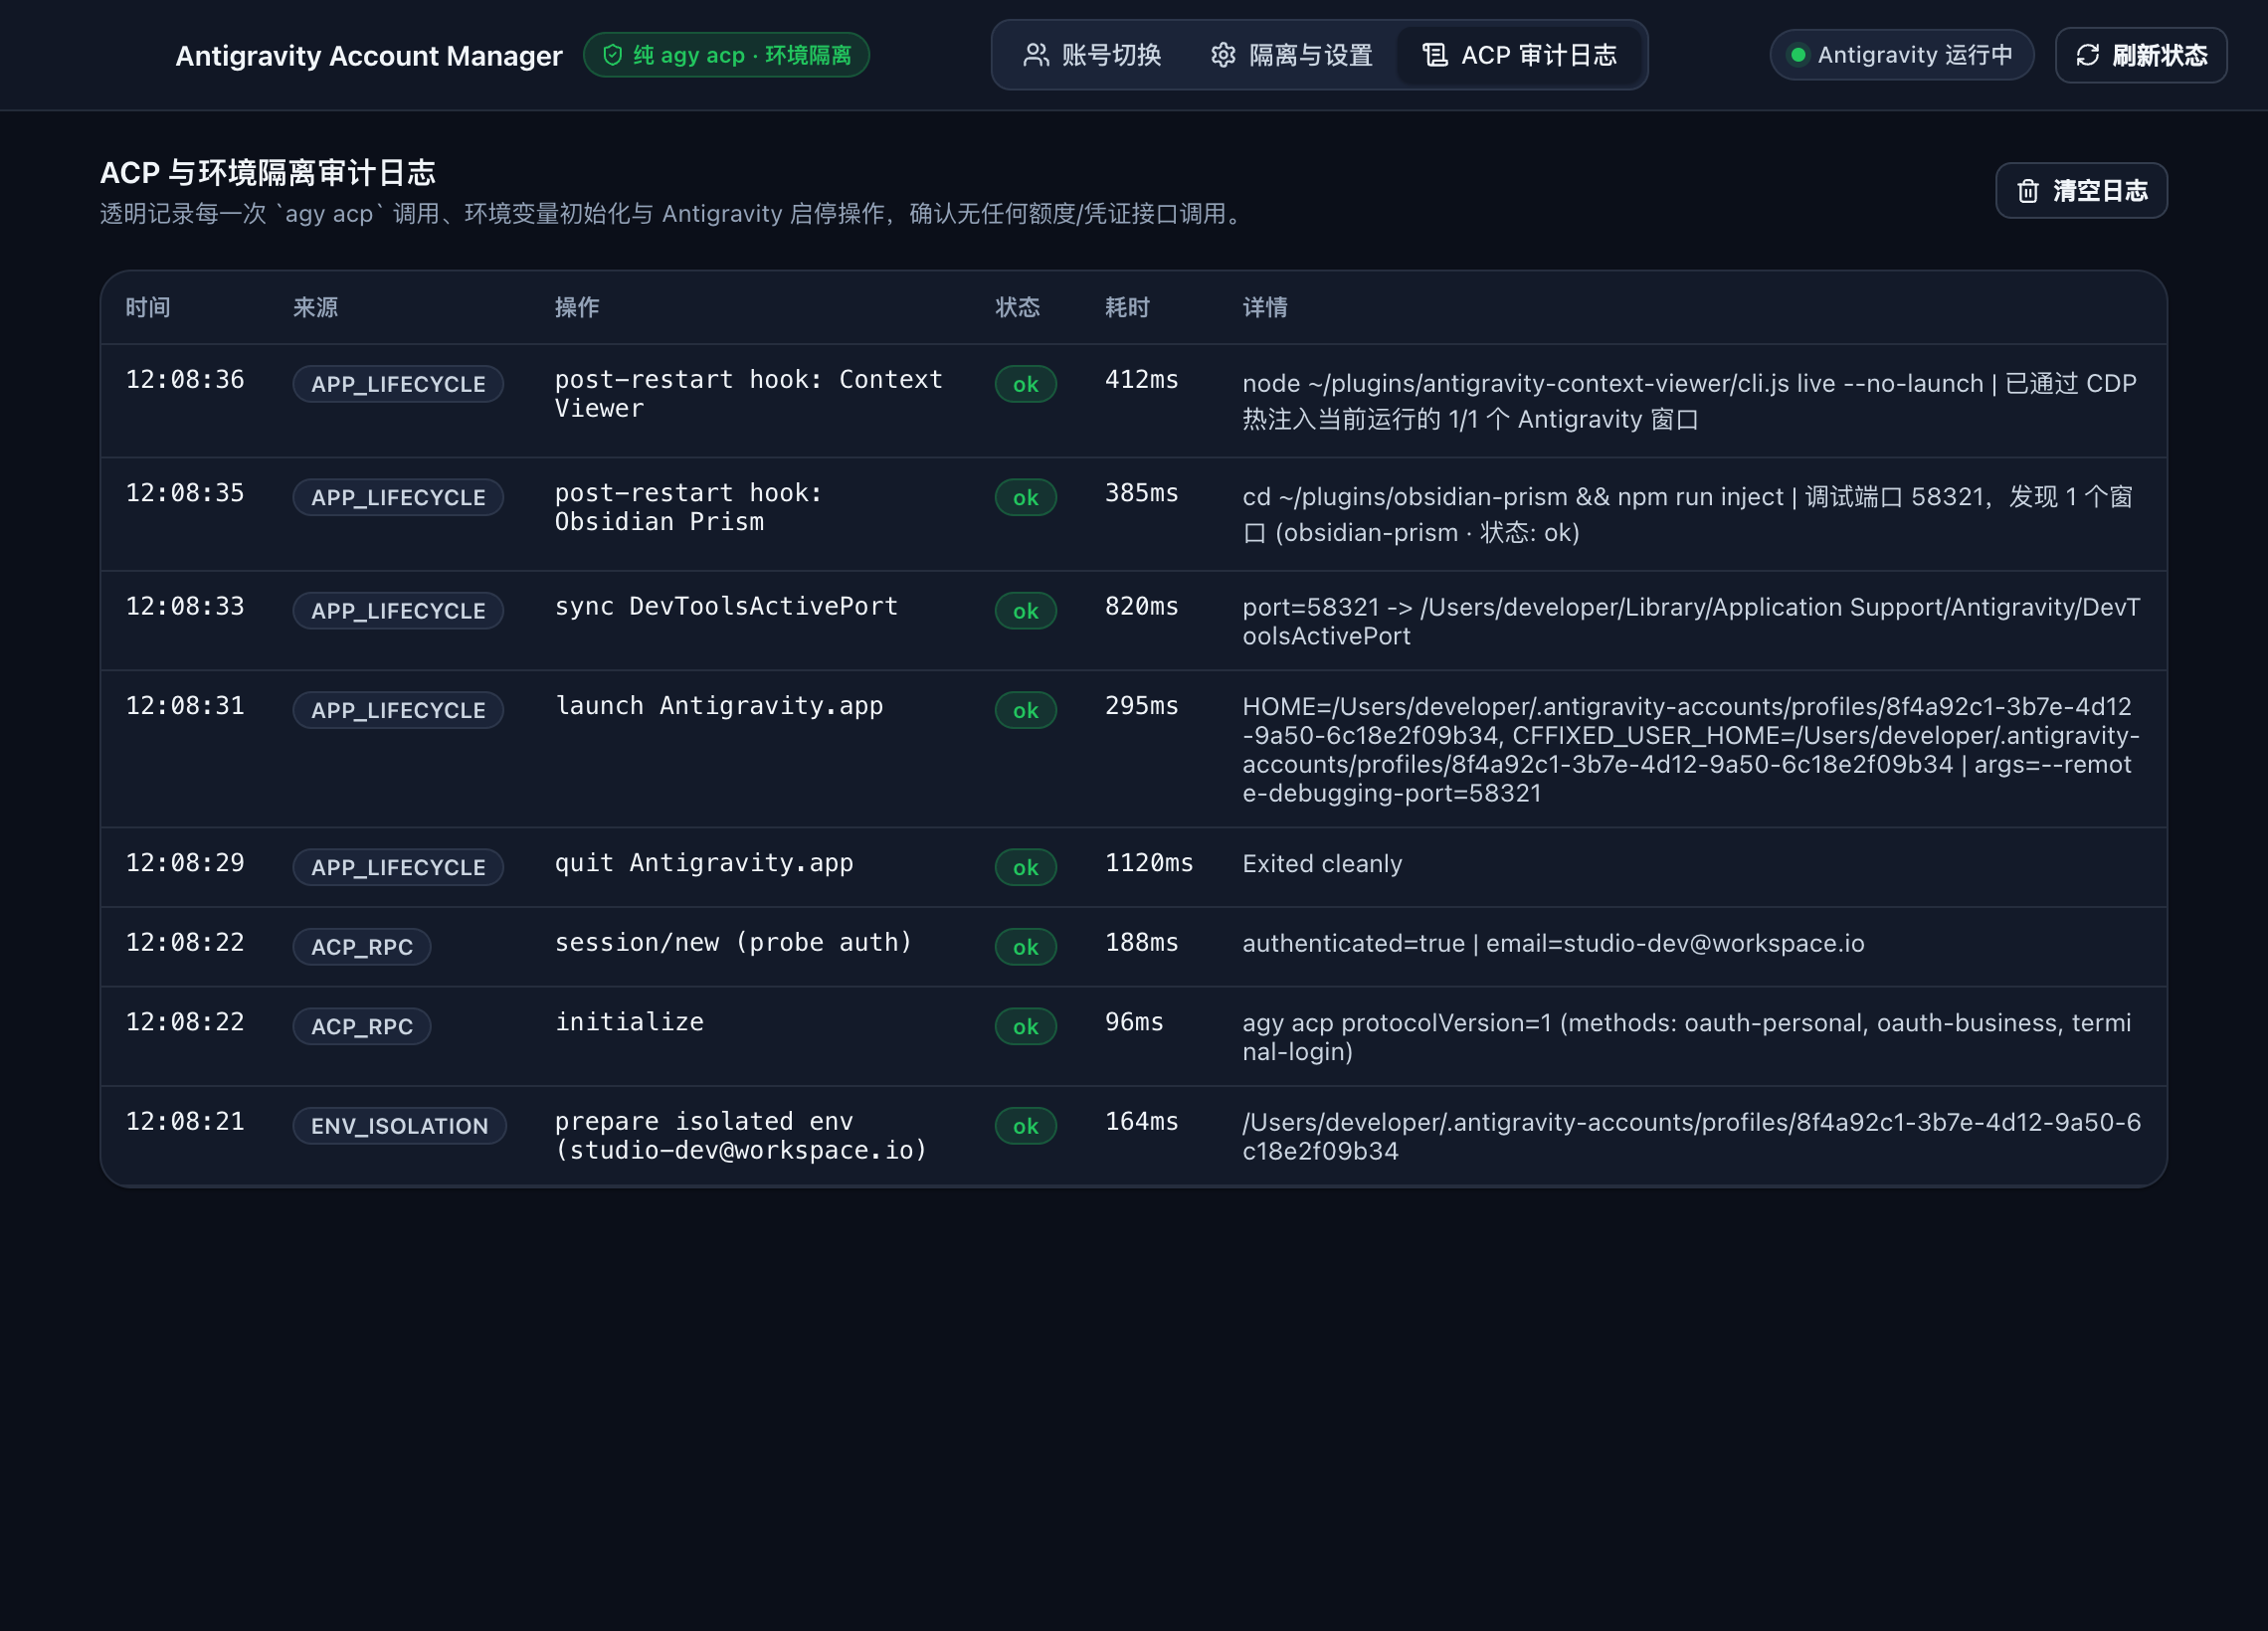 Antigravity Account Manager
纯 agy acp · 环境隔离
账号切换
隔离与设置
ACP 审计日志
Antigravity 运行中
刷新状态
ACP 与环境隔离审计日志
透明记录每一次 `agy acp` 调用、环境变量初始化与 Antigravity 启停操作，确认无任何额度/凭证接口调用。
清空日志
时间 来源 操作 状态 耗时 详情
12:08:36 APP_LIFECYCLE post-restart hook: Context ok 412ms node ~/plugins/antigravity-context-viewer/cli.js live --no-launch | 已通过 CDP
Viewer 热注入当前运行的 1/1 个 Antigravity 窗口
12:08:35 APP_LIFECYCLE post-restart hook: ok 385ms cd ~/plugins/obsidian-prism && npm run inject | 调试端口 58321，发现 1 个窗
Obsidian Prism 口 (obsidian-prism · 状态: ok)
12:08:33 APP_LIFECYCLE sync DevToolsActivePort ok 820ms port=58321 -> /Users/developer/Library/Application Support/Antigravity/DevT
oolsActivePort
12:08:31 APP_LIFECYCLE launch Antigravity.app ok 295ms HOME=/Users/developer/.antigravity-accounts/profiles/8f4a92c1-3b7e-4d12
-9a50-6c18e2f09b34, CFFIXED_USER_HOME=/Users/developer/.antigravity-
accounts/profiles/8f4a92c1-3b7e-4d12-9a50-6c18e2f09b34 | args=--remot
e-debugging-port=58321
12:08:29 APP_LIFECYCLE quit Antigravity.app ok 1120ms Exited cleanly
12:08:22 ACP_RPC session/new (probe auth) ok 188ms authenticated=true | email=studio-dev@workspace.io
12:08:22 ACP_RPC initialize ok 96ms agy acp protocolVersion=1 (methods: oauth-personal, oauth-business, termi
nal-login)
12:08:21 ENV_ISOLATION prepare isolated env ok 164ms /Users/developer/.antigravity-accounts/profiles/8f4a92c1-3b7e-4d12-9a50-6
(studio-dev@workspace.io) c18e2f09b34